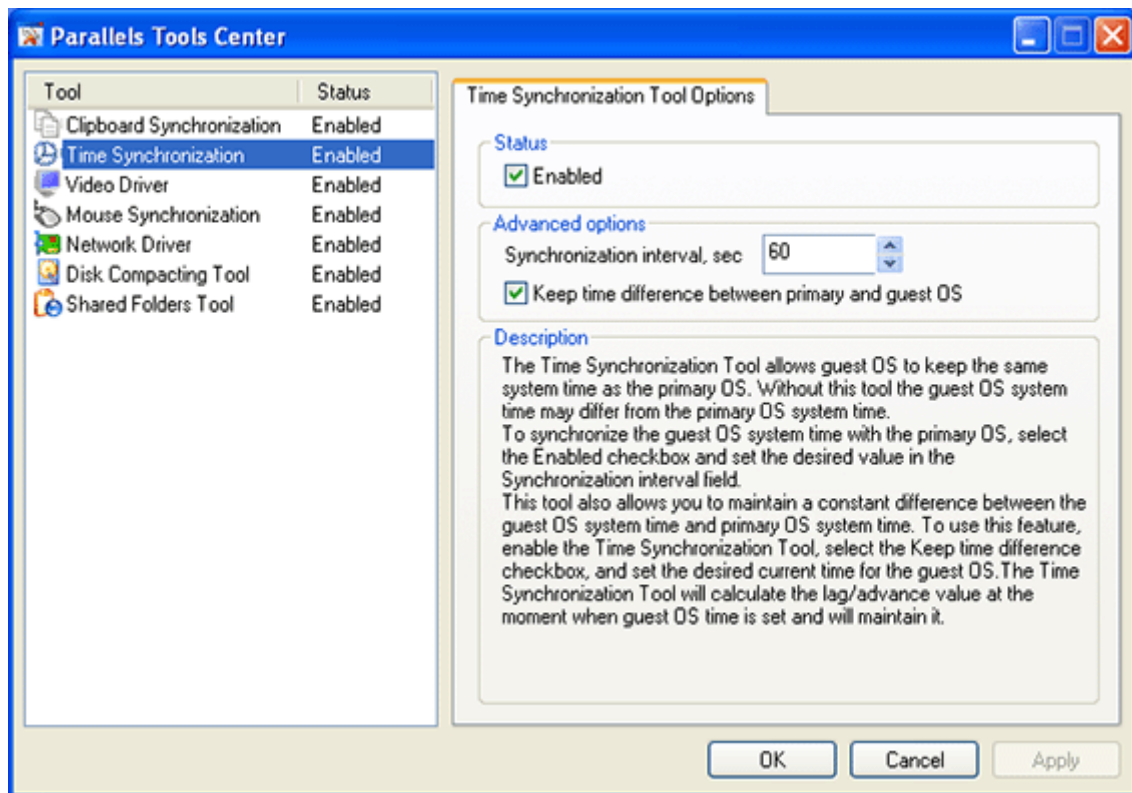 Parallels Tools Center
Tool Status
Clipboard Synchronization Enabled
Time Synchronization Enabled
Video Driver Enabled
Mouse Synchronization Enabled
Network Driver Enabled
Disk Compacting Tool Enabled
Shared Folders Tool Enabled
Time Synchronization Tool Options
Status
Enabled
Advanced options
Synchronization interval, sec 60
Keep time difference between primary and guest OS
Description
The Time Synchronization Tool allows guest OS to keep the same
system time as the primary OS. Without this tool the guest OS system
time may differ from the primary OS system time.
To synchronize the guest OS system time with the primary OS, select
the Enabled checkbox and set the desired value in the
Synchronization interval field.
This tool also allows you to maintain a constant difference between the
guest OS system time and primary OS system time. To use this feature,
enable the Time Synchronization Tool, select the Keep time difference
checkbox, and set the desired current time for the guest OS.The Time
Synchronization Tool will calculate the lag/advance value at the
moment when guest OS time is set and will maintain it.
OK Cancel Apply